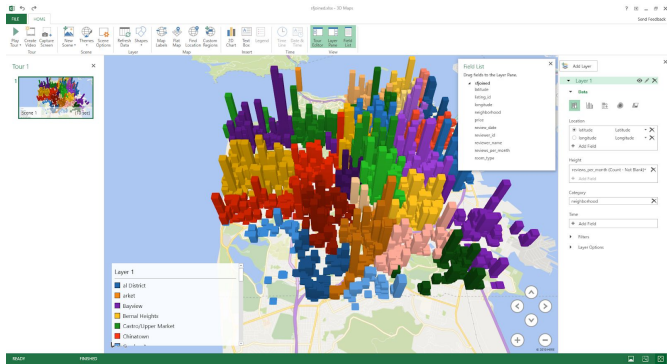 sfjoined.xlsx - 3D Maps
FILE HOME
Send Feedback
Play Tour
Create Video
Capture Screen
New Scene
Themes
Scene Options
Refresh Data
Shapes
Map Labels
Flat Map
Find Location
Custom Regions
2D Chart
Text Box
Legend
Time Line
Date & Time
Tour Editor
Layer Pane
Field List
Tour Scene Layer Map Insert Time View
Tour 1
1
Scene 1
Field List
Drag fields to the Layer Pane.
sfjoined
latitude
listing_id
longitude
neighborhood
price
review_date
reviewer_id
reviewer_name
reviews_per_month
room_type
Add Layer
Layer 1
Data
Location
latitude Latitude
longitude Longitude
Add Field
Height
reviews_per_month (Count - Not Blank)
Add Field
Category
neighborhood
Time
Add Field
Filters
Layer Options
Layer 1
al District
arket
Bayview
Bernal Heights
Castro/Upper Market
Chinatown
READY FINISHED